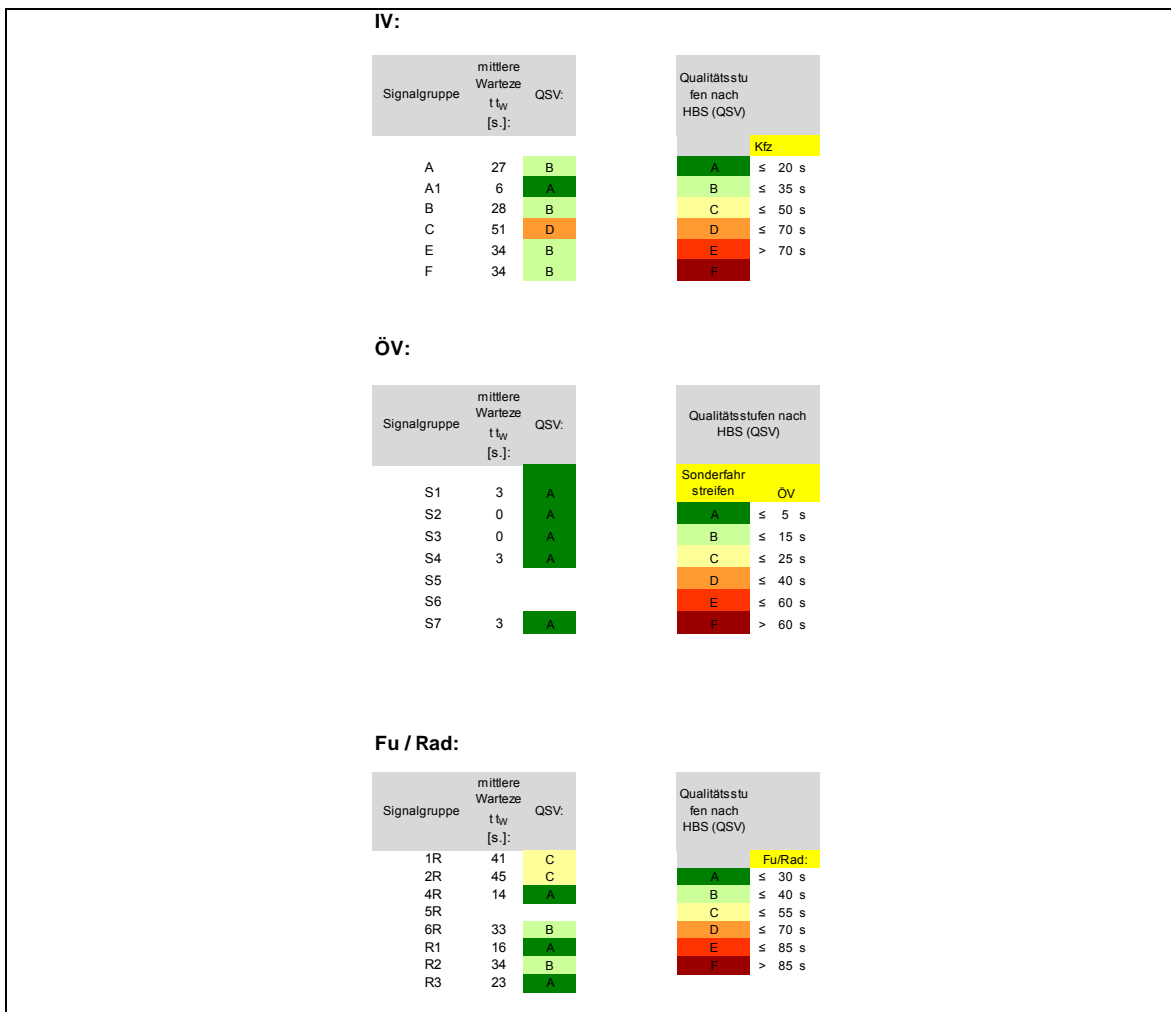 IV:
Signalgruppe
mittlere
Warteze
t tW
[s.]:
QSV:
Qualitätsstu
fen nach
HBS (QSV)
Kfz
A 27 B A ≤ 20 s
A1 6 A B ≤ 35 s
B 28 B C ≤ 50 s
C 51 D D ≤ 70 s
E 34 B E > 70 s
F 34 B F
ÖV:
Signalgruppe
mittlere
Warteze
t tW
[s.]:
QSV:
Qualitätsstufen nach
HBS (QSV)
Sonderfahr
streifen
ÖV
S1 3 A
S2 0 A A ≤ 5 s
S3 0 A B ≤ 15 s
S4 3 A C ≤ 25 s
S5 D ≤ 40 s
S6 E ≤ 60 s
S7 3 A F > 60 s
Fu / Rad:
Signalgruppe
mittlere
Warteze
t tW
[s.]:
QSV:
Qualitätsstu
fen nach
HBS (QSV)
1R 41 C Fu/Rad:
2R 45 C A ≤ 30 s
4R 14 A B ≤ 40 s
5R C ≤ 55 s
6R 33 B D ≤ 70 s
R1 16 A E ≤ 85 s
R2 34 B F > 85 s
R3 23 A